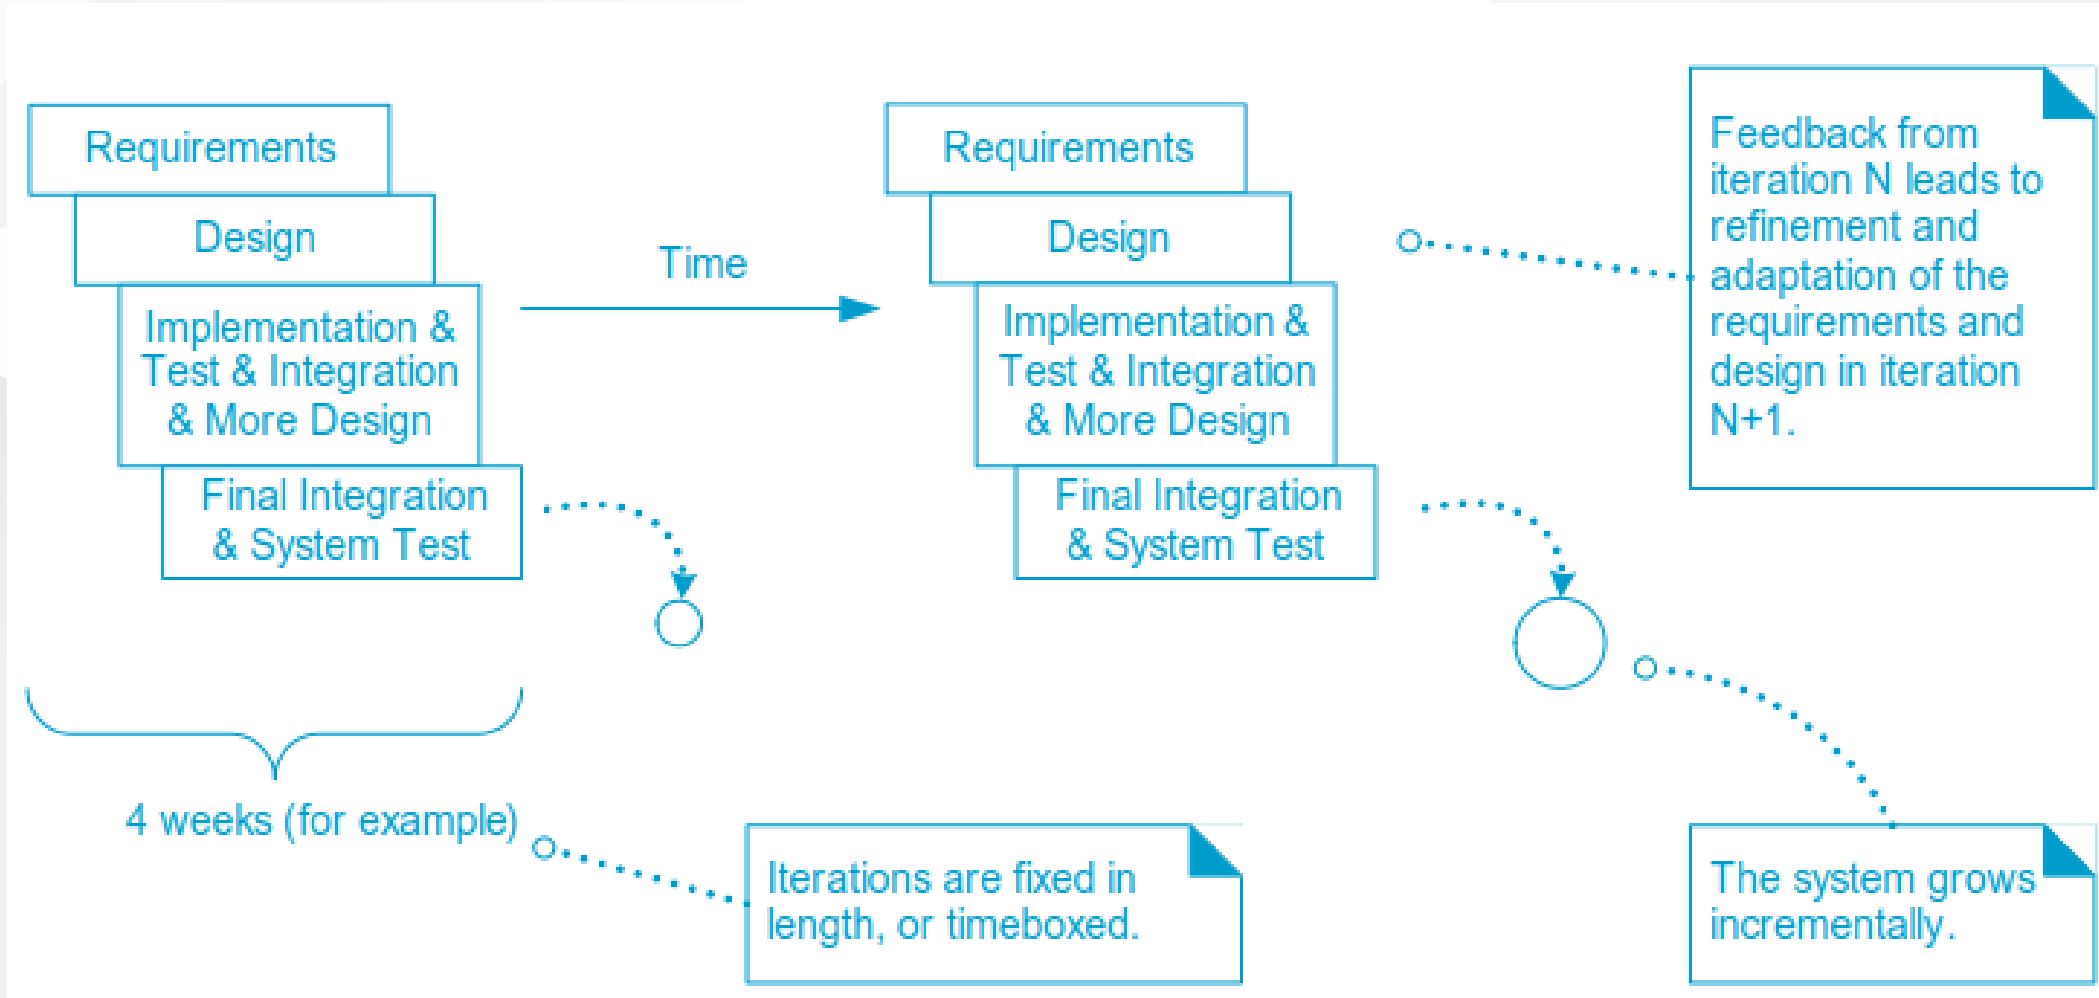 Requirements
Design
Implementation &
Test & Integration
& More Design
Final Integration
& System Test
Time
Requirements
Design
Implementation &
Test & Integration
& More Design
Final Integration
& System Test
Feedback from
iteration N leads to
refinement and
adaptation of the
requirements and
design in iteration
N+1.
4 weeks (for example)
Iterations are fixed in
length, or timeboxed.
The system grows
incrementally.